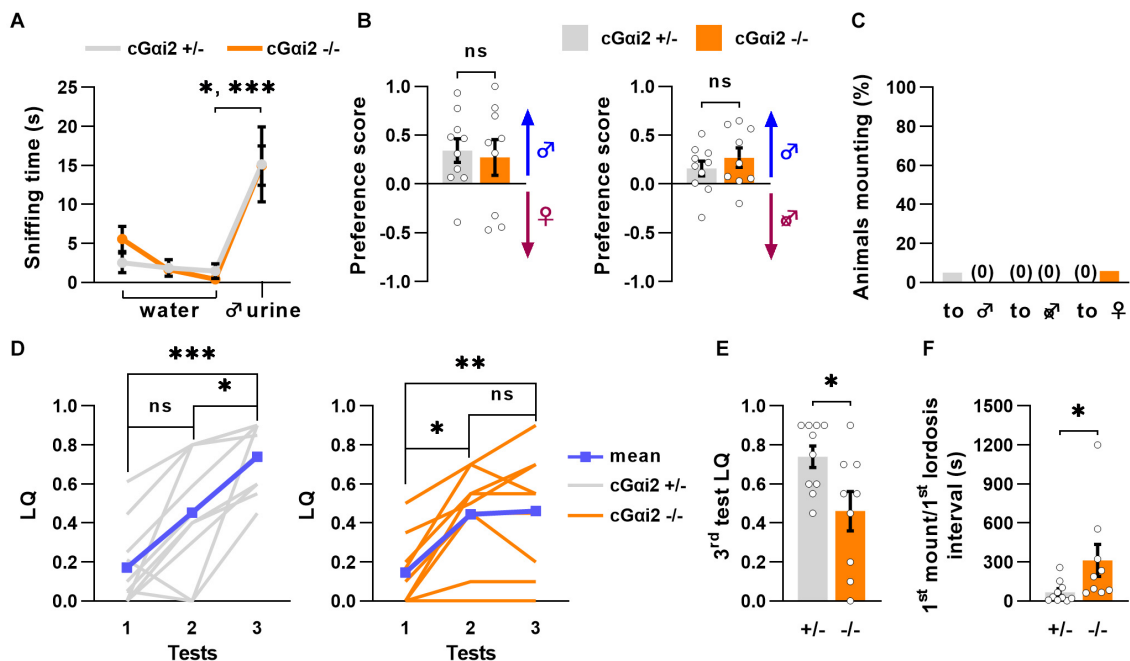 A
cGαi2 +/-
cGαi2 -/-
Sniffing time (s)
25
20
15
10
5
0
*, ***
water
♂ urine
B
cGαi2 +/-
cGαi2 -/-
Preference score
1.0
0.5
0.0
-0.5
-1.0
ns
♂
♀
Preference score
1.0
0.5
0.0
-0.5
-1.0
ns
♂
C
Animals mounting (%)
100
80
60
40
20
0
(0)
(0)
(0)
(0)
to ♂
to
to ♀
D
LQ
1.0
0.8
0.6
0.4
0.2
0.0
***
ns
*
1
2
3
Tests
LQ
1.0
0.8
0.6
0.4
0.2
0.0
**
*
ns
1
2
3
Tests
mean
cGαi2 +/-
cGαi2 -/-
E
3rd test LQ
1.0
0.8
0.6
0.4
0.2
0.0
*
+/-
-/-
F
1st mount/1st lordosis
interval (s)
1500
1200
900
600
300
0
*
+/-
-/-